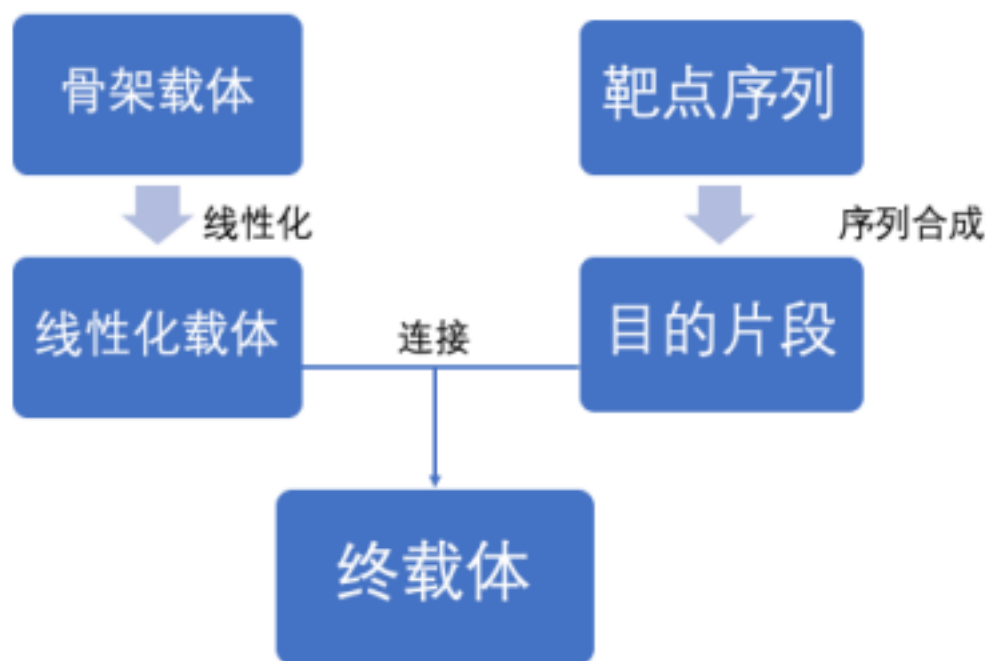 骨架载体
靶点序列
线性化
序列合成
线性化载体
连接
目的片段
终载体